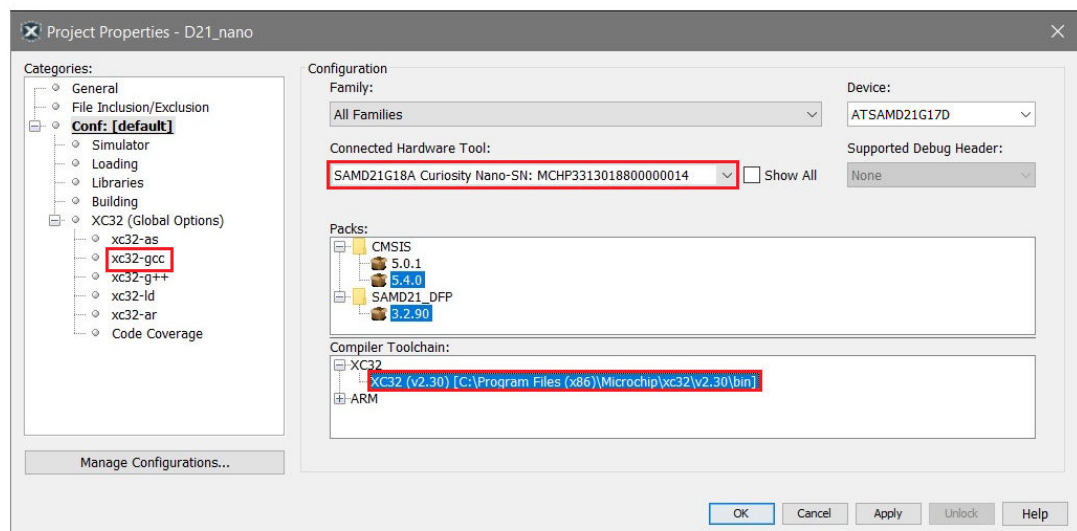 Project Properties - D21_nano
Categories:
General
File Inclusion/Exclusion
Conf: [default]
Simulator
Loading
Libraries
Building
XC32 (Global Options)
xc32-as
xc32-gcc
xc32-g++
xc32-ld
xc32-ar
Code Coverage
Manage Configurations...
Configuration
Family:
All Families
Device:
ATSAMD21G17D
Connected Hardware Tool:
SAMD21G18A Curiosity Nano-SN: MCHP3313018800000014
Show All
Supported Debug Header:
None
Packs:
CMSIS
5.0.1
5.4.0
SAMD21_DFP
3.2.90
Compiler Toolchain:
XC32
XC32 (v2.30) [C:\Program Files (x86)\Microchip\xc32\v2.30\bin]
ARM
OK Cancel Apply Unlock Help